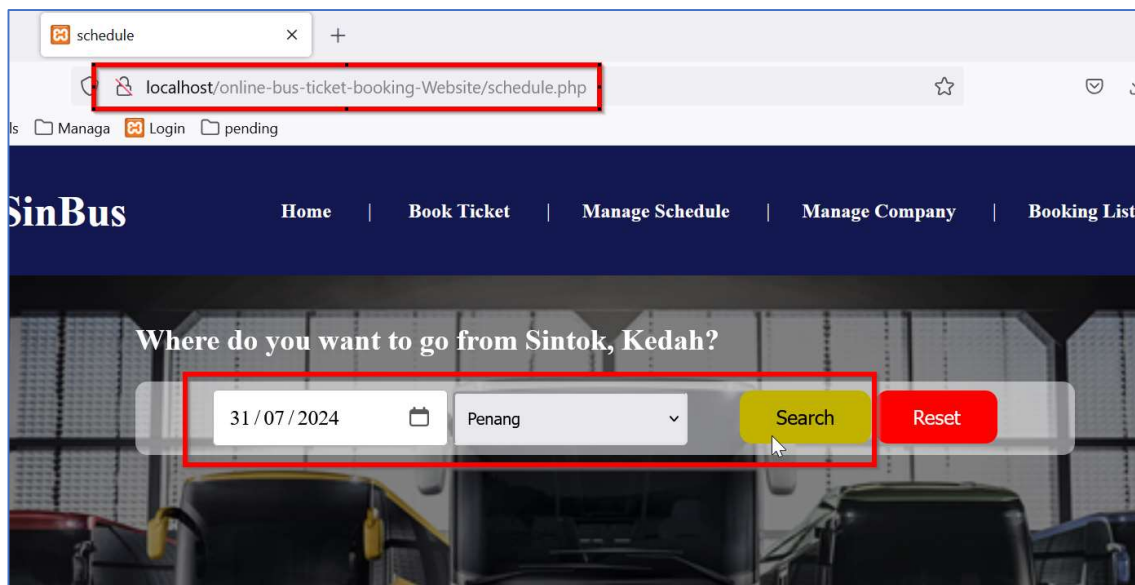 schedule
localhost/online-bus-ticket-booking-Website/schedule.php
ls Managa Login pending
SinBus Home | Book Ticket | Manage Schedule | Manage Company | Booking List
Where do you want to go from Sintok, Kedah?
31/07/2024 Penang Search Reset